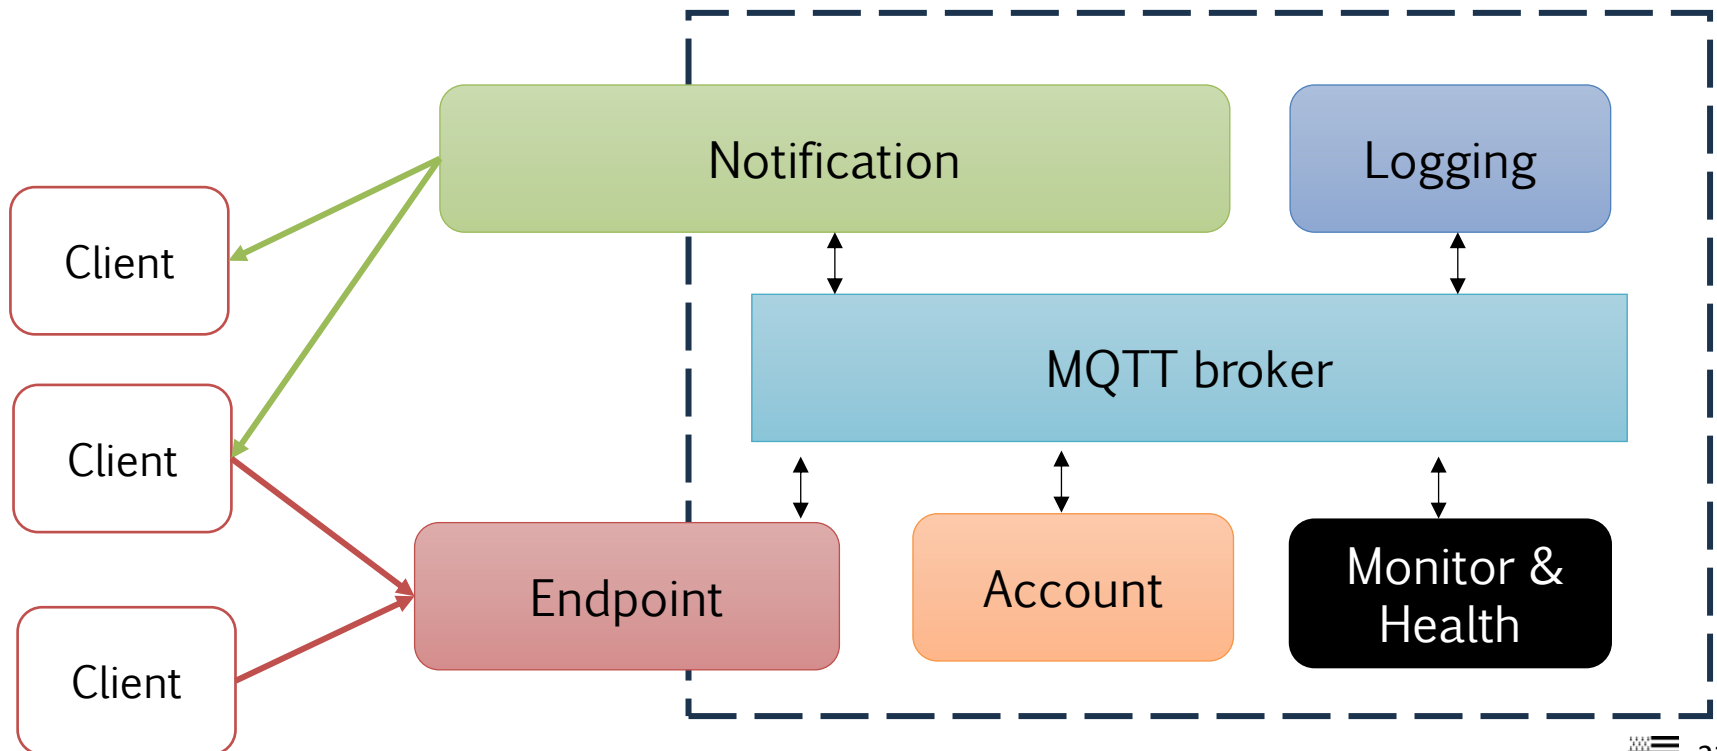 Notification
Logging
Client
MQTT broker
Client
Endpoint
Account
Monitor &
Health
Client